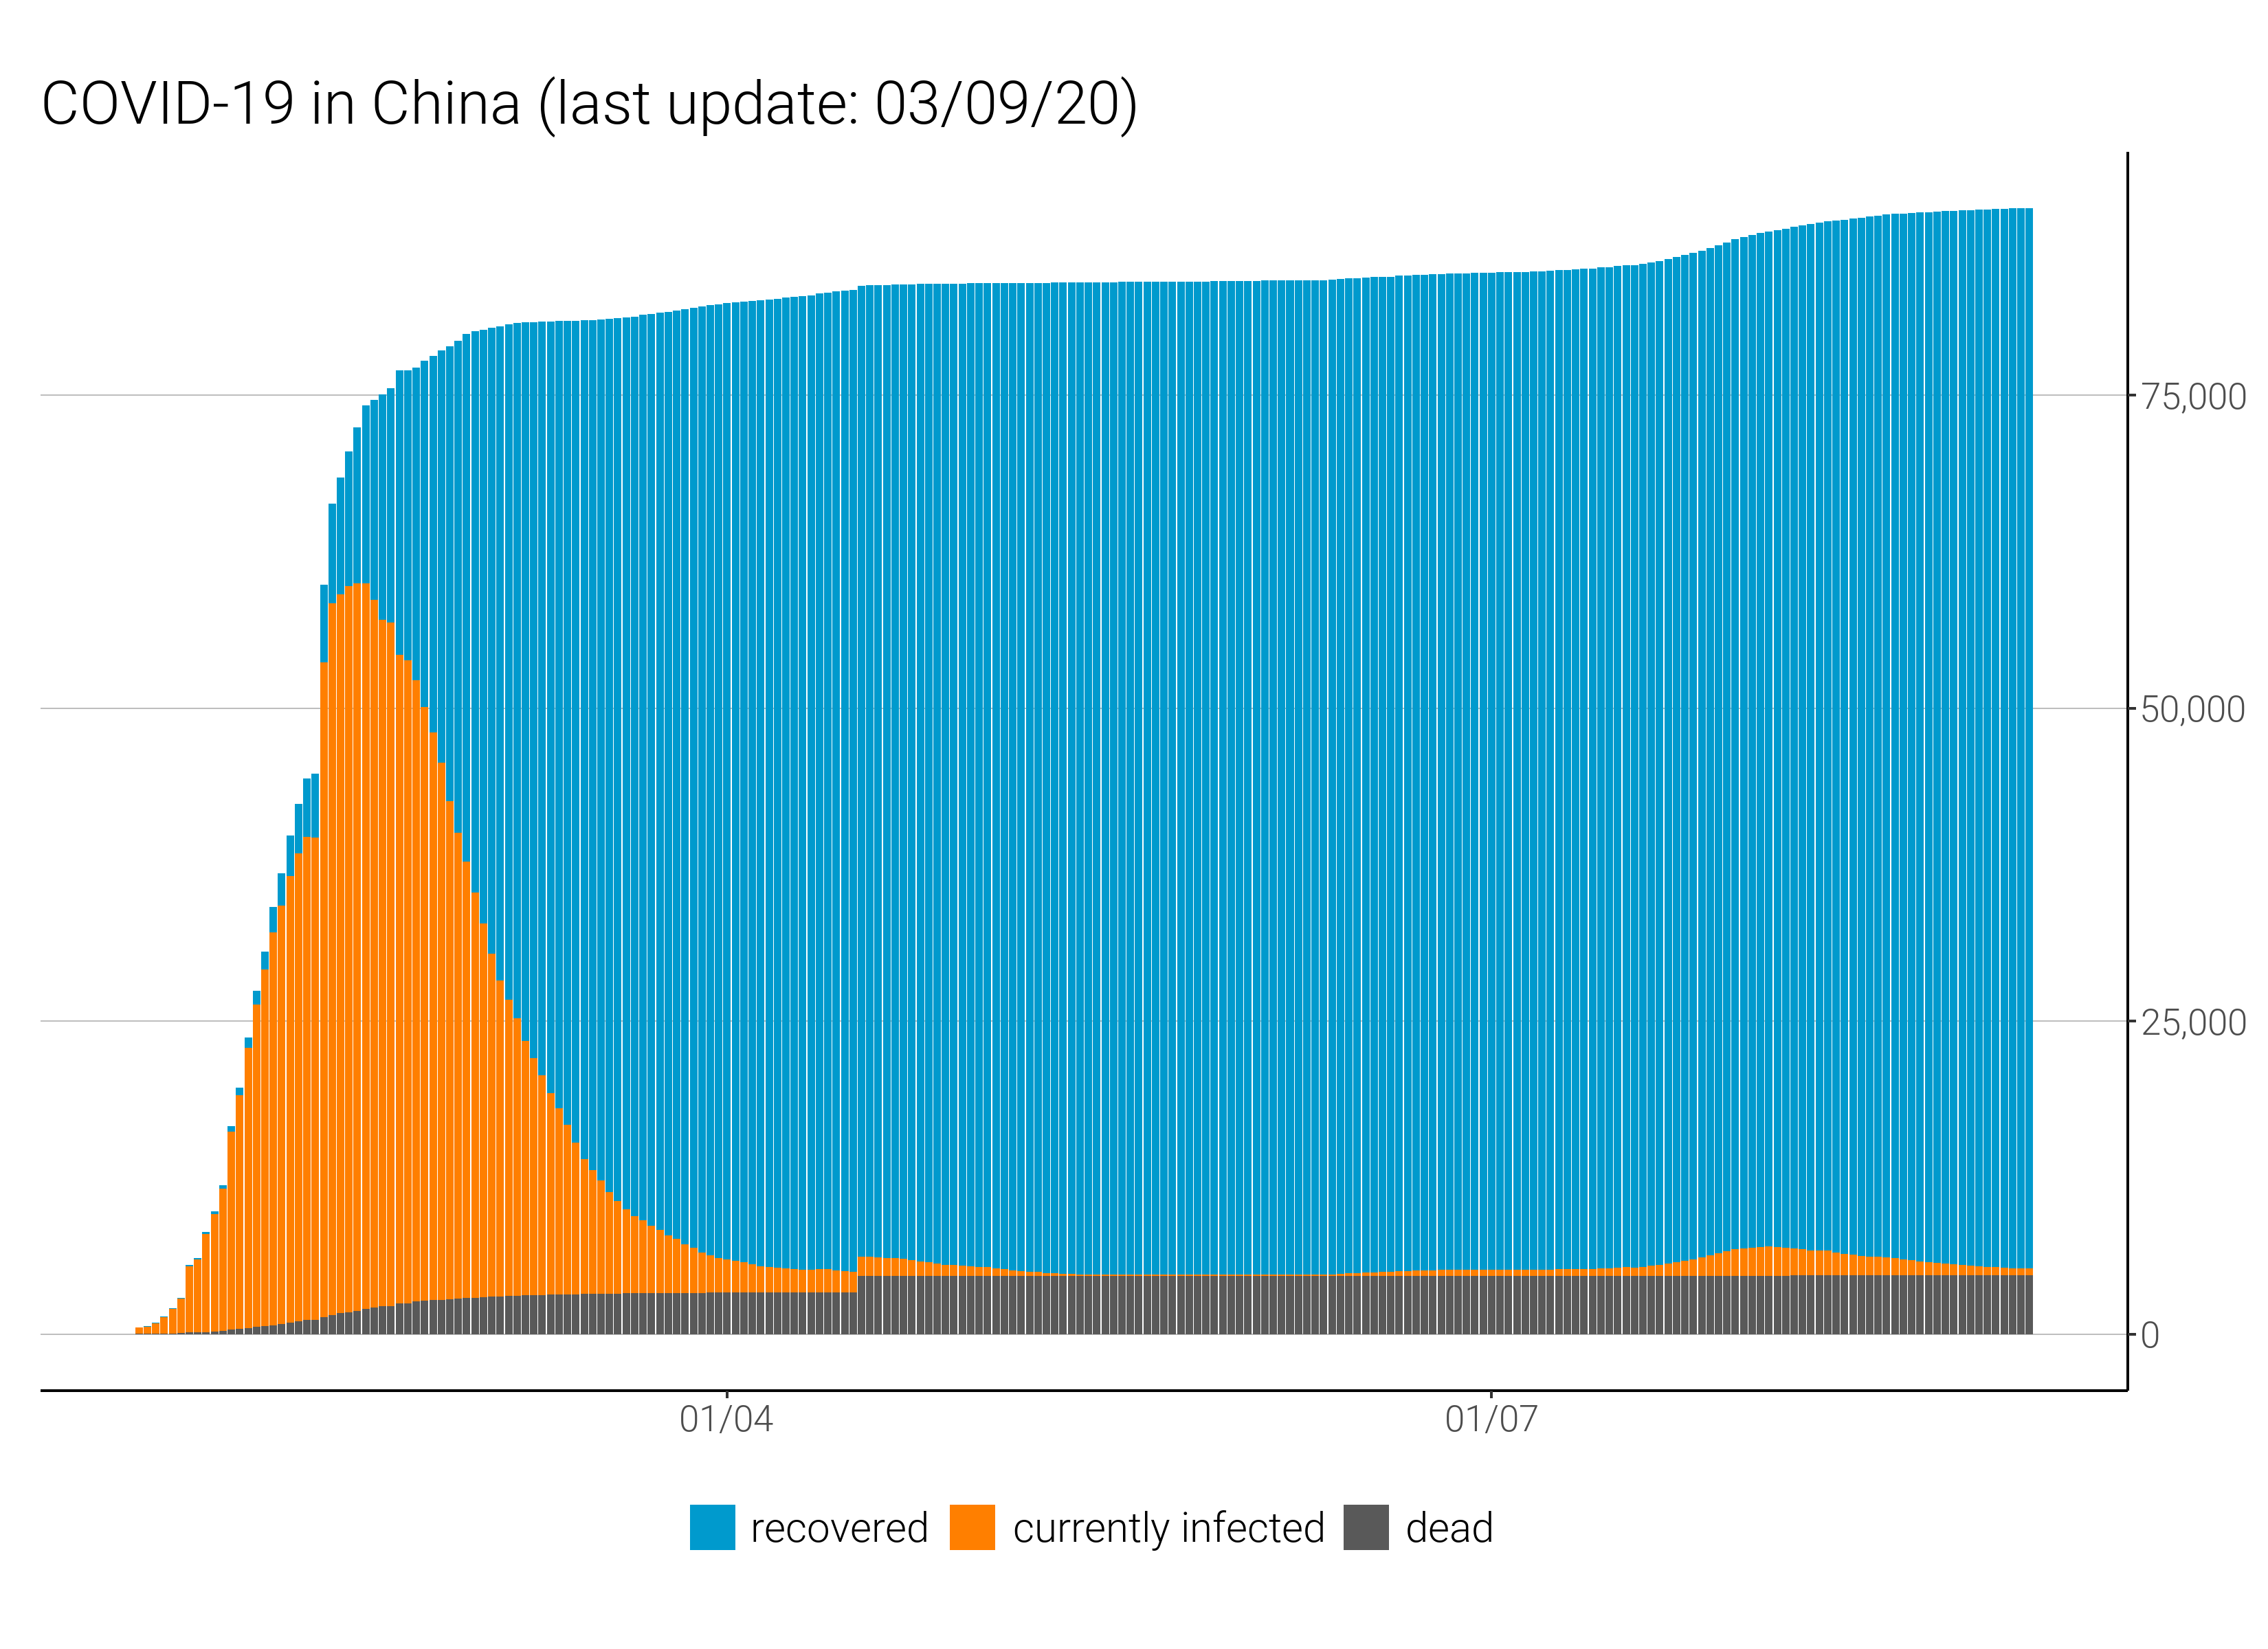 COVID-19 in China (last update: 03/09/20)
75,000
50,000
25,000
0
01/04 01/07
recovered currently infected dead